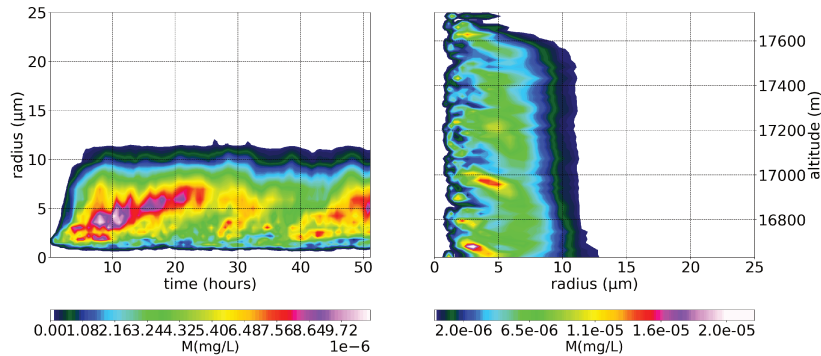 25
20
15
10
5
0
radius (µm)
10 20 30 40 50
time (hours)
0.001.082.163.244.325.406.487.568.649.72
M(mg/L)
1e−6
17600
17400
17200
17000
16800
altitude (m)
0 5 10 15 20 25
radius (µm)
2.0e-06 6.5e-06 1.1e-05 1.6e-05 2.0e-05
M(mg/L)